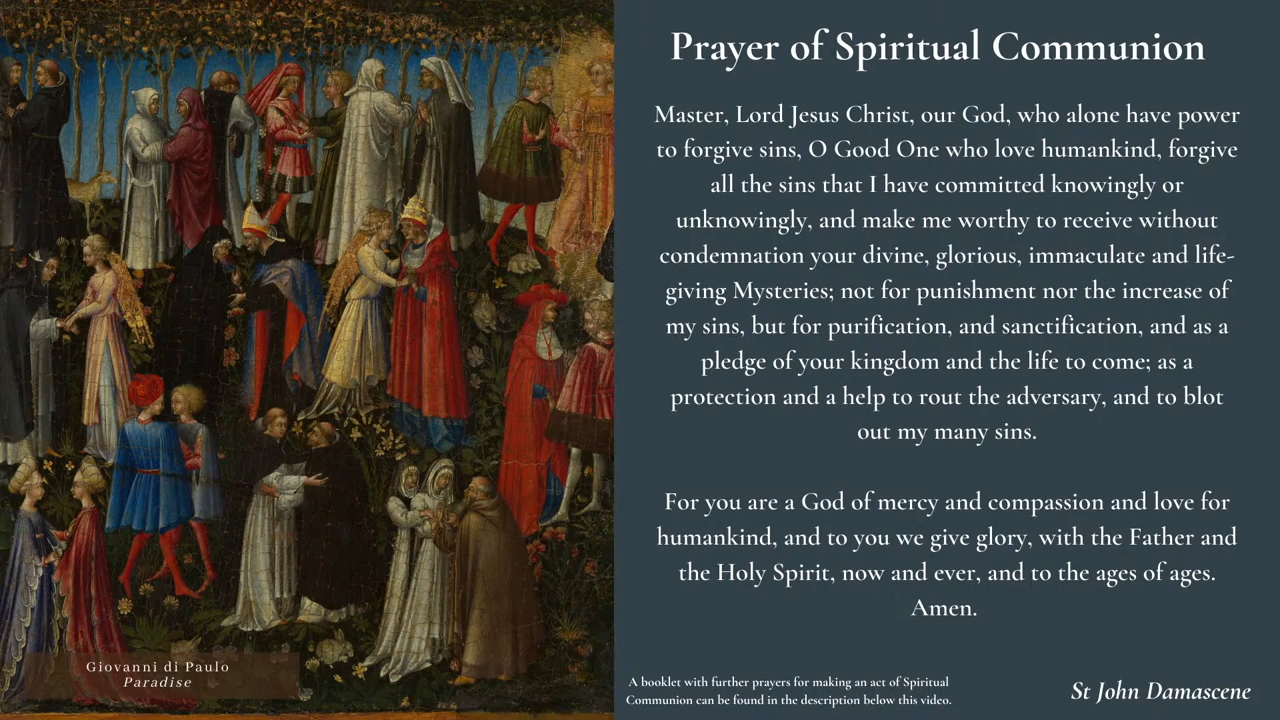 Prayer of Spiritual Communion
Master, Lord Jesus Christ, our God, who alone have power
to forgive sins, O Good One who love humankind, forgive
all the sins that I have committed knowingly or
unknowingly, and make me worthy to receive without
condemnation your divine, glorious, immaculate and life-
giving Mysteries; not for punishment nor the increase of
my sins, but for purification, and sanctification, and as a
pledge of your kingdom and the life to come; as a
protection and a help to rout the adversary, and to blot
out my many sins.
For you are a God of mercy and compassion and love for
humankind, and to you we give glory, with the Father and
the Holy Spirit, now and ever, and to the ages of ages.
Amen.
Giovanni di Paulo
Paradise
A booklet with further prayers for making an act of Spiritual
Communion can be found in the description below this video.
St John Damascene